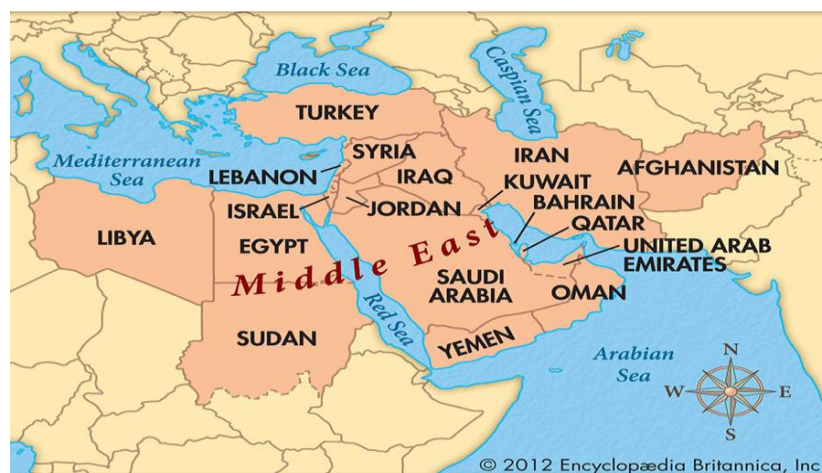 Black Sea
Caspian Sea
TURKEY
Mediterranean
Sea
SYRIA
LEBANON
IRAQ
IRAN
AFGHANISTAN
KUWAIT
BAHRAIN
QATAR
UNITED ARAB
EMIRATES
ISRAEL
JORDAN
LIBYA
EGYPT
Middle East
SAUDI
ARABIA
OMAN
Red Sea
SUDAN
YEMEN
Arabian
Sea
N
W E
S
© 2012 Encyclopædia Britannica, Inc